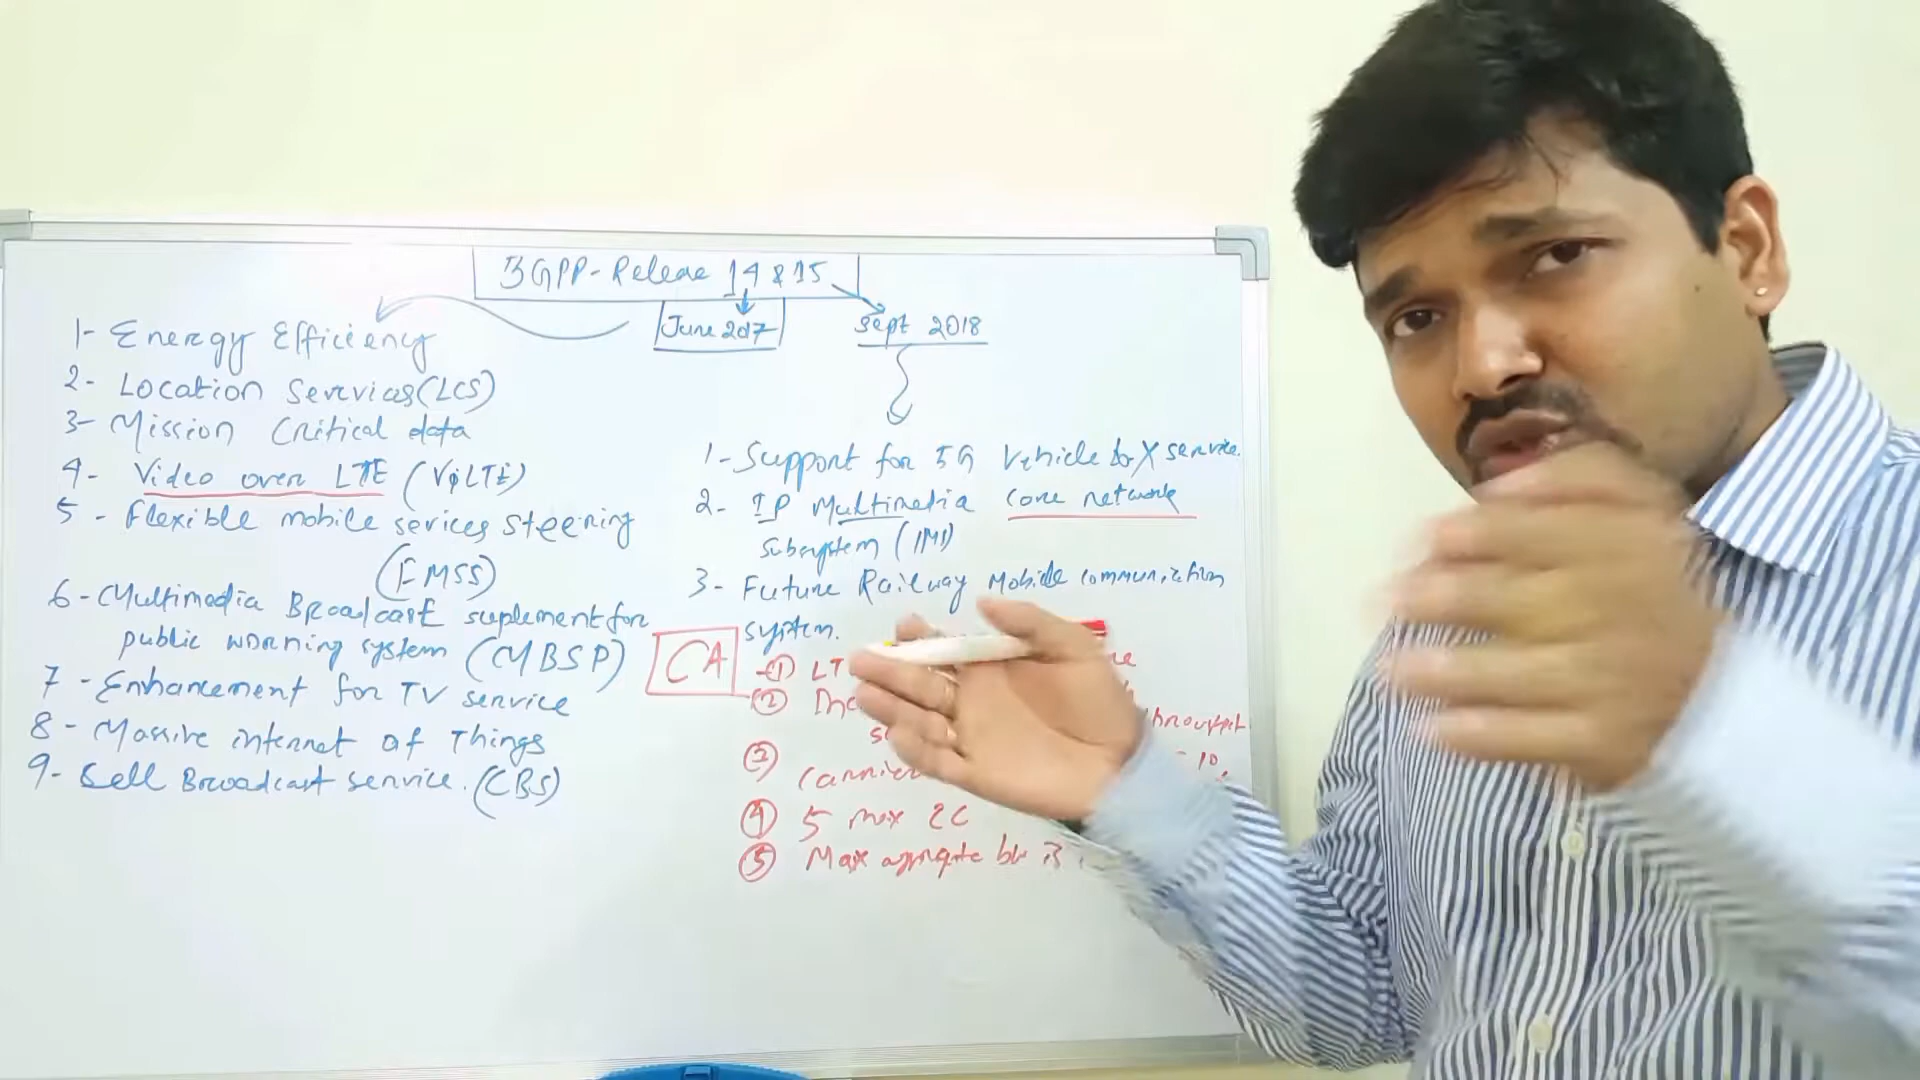 3GPP-Release 14 & 15
June 2017
Sept 2018
1- Energy Efficiency
2- Location Services (LCS)
3- Mission Critical data
4- Video over LTE (VoLTE)
5- Flexible mobile sevices steering
(FMSS)
6- Multimedia Broadcast suplement for
public warning system (MBSP)
7- Enhancement for TV service
8- Massive internet of Things
9- Cell Broadcast service. (CBS)
1- Support for 5G Vehicle to X service.
2- IP Multimedia core network
Subsystem (IMS)
3- Future Railway Mobile communication
system.
CA
① LT
②
③
④ 5 max CC
⑤ Max agrigate bw is